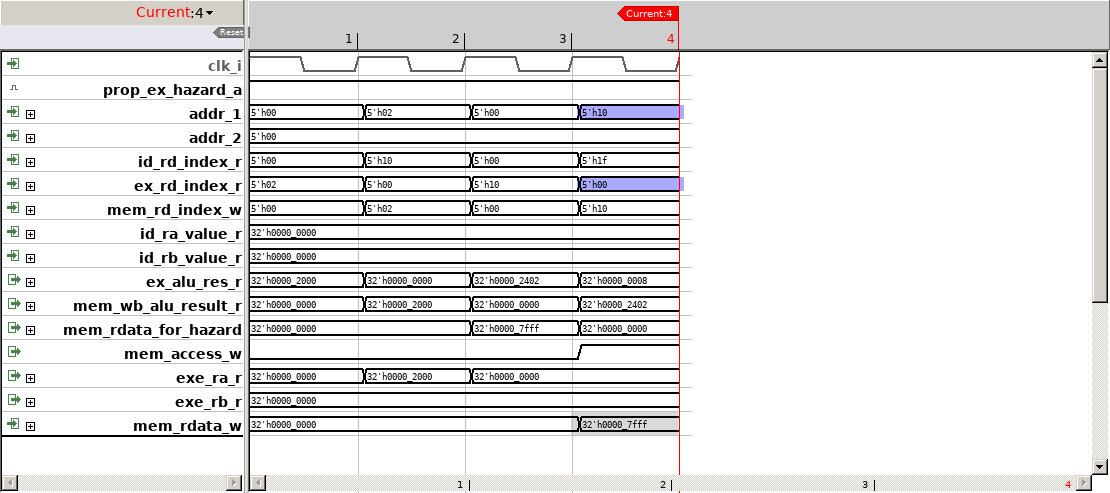 Current:4
Current:4
Reset
1 2 3 4
clk_i
prop_ex_hazard_a
addr_1 5'h00 5'h02 5'h00 5'h10
addr_2 5'h00
id_rd_index_r 5'h00 5'h10 5'h00 5'h1f
ex_rd_index_r 5'h02 5'h00 5'h10 5'h00
mem_rd_index_w 5'h00 5'h02 5'h00 5'h10
id_ra_value_r 32'h0000_0000
id_rb_value_r 32'h0000_0000
ex_alu_res_r 32'h0000_2000 32'h0000_0000 32'h0000_2402 32'h0000_0008
mem_wb_alu_result_r 32'h0000_0000 32'h0000_2000 32'h0000_0000 32'h0000_2402
mem_rdata_for_hazard 32'h0000_0000 32'h0000_7fff 32'h0000_0000
mem_access_w
exe_ra_r 32'h0000_0000 32'h0000_2000 32'h0000_0000
exe_rb_r 32'h0000_0000
mem_rdata_w 32'h0000_0000 32'h0000_7fff
1 2 3 4